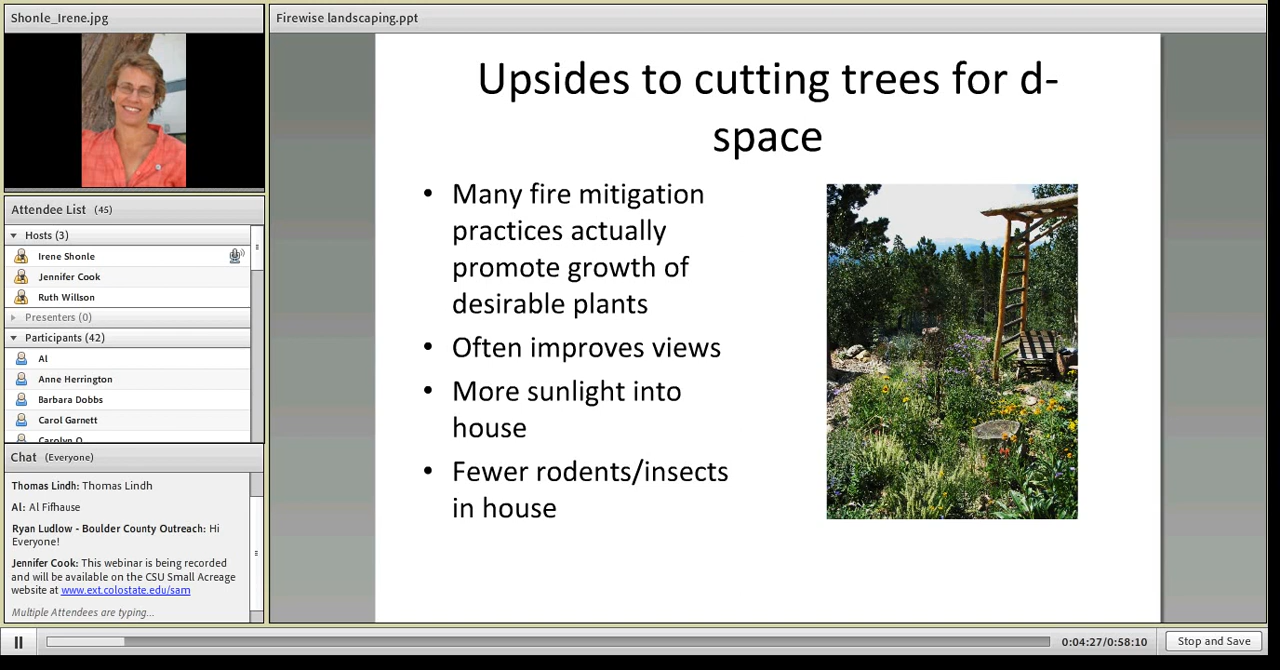 Shonle_Irene.jpg
Attendee List (45)
Hosts (3)
Irene Shonle
Jennifer Cook
Ruth Willson
Presenters (0)
Participants (42)
Al
Anne Herrington
Barbara Dobbs
Carol Garnett
Carolyn O
Chat (Everyone)
Thomas Lindh: Thomas Lindh
Al: Al Fifhause
Ryan Ludlow - Boulder County Outreach: Hi
Everyone!
Jennifer Cook: This webinar is being recorded
and will be available on the CSU Small Acreage
website at www.ext.colostate.edu/sam
Multiple Attendees are typing...
Firewise landscaping.ppt
Upsides to cutting trees for d-
space
• Many fire mitigation
practices actually
promote growth of
desirable plants
• Often improves views
• More sunlight into
house
• Fewer rodents/insects
in house
0:04:27/0:58:10
Stop and Save